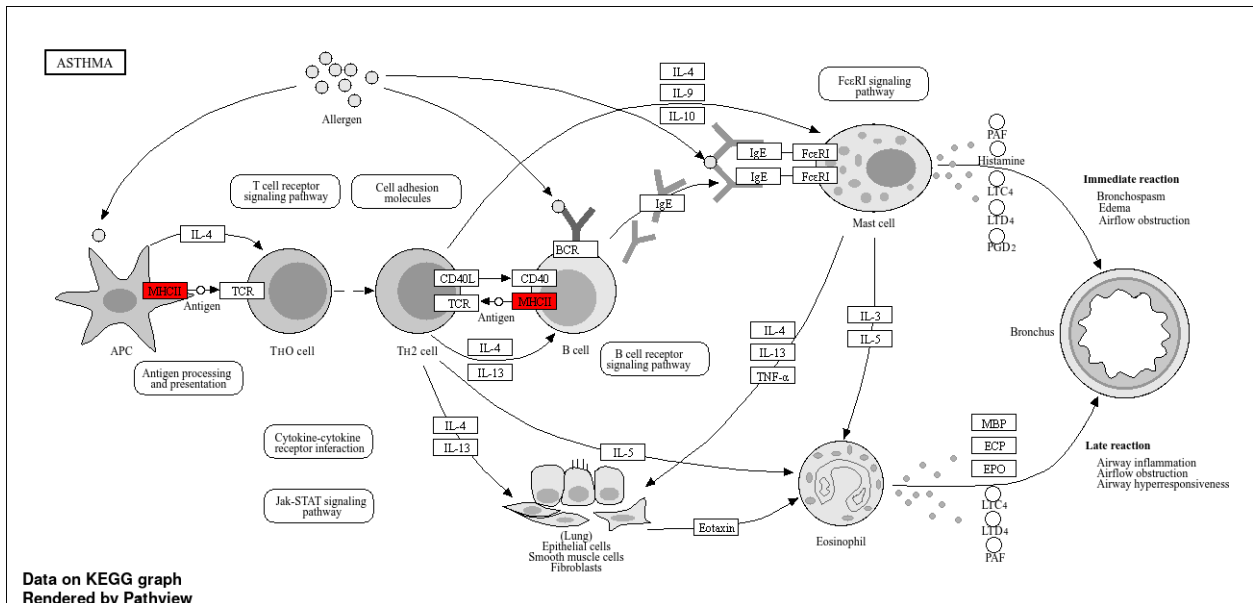 ASTHMA
Allergen
IL-4
IL-9
IL-10
FcεRI signaling
pathway
PAF
Histamine
LTC4
LTD4
PGD2
IgE
FcεRI
IgE
FcεRI
Mast cell
Immediate reaction
Bronchospasm
Edema
Airflow obstruction
T cell receptor
signaling pathway
Cell adhesion
molecules
IgE
IL-4
BCR
MHCII
Antigen
TCR
CD40L
CD40
TCR
Antigen
MHCII
APC
TH0 cell
TH2 cell
B cell
IL-4
IL-13
B cell receptor
signaling pathway
Antigen processing
and presentation
IL-4
IL-13
TNF-α
IL-3
IL-5
Bronchus
Cytokine-cytokine
receptor interaction
IL-4
IL-13
IL-5
MBP
ECP
EPO
LTC4
LTD4
PAF
Late reaction
Airway inflammation
Airflow obstruction
Airway hyperresponsiveness
Jak-STAT signaling
pathway
Eotaxin
Eosinophil
(Lung)
Epithelial cells
Smooth muscle cells
Fibroblasts
Data on KEGG graph
Rendered by Pathview